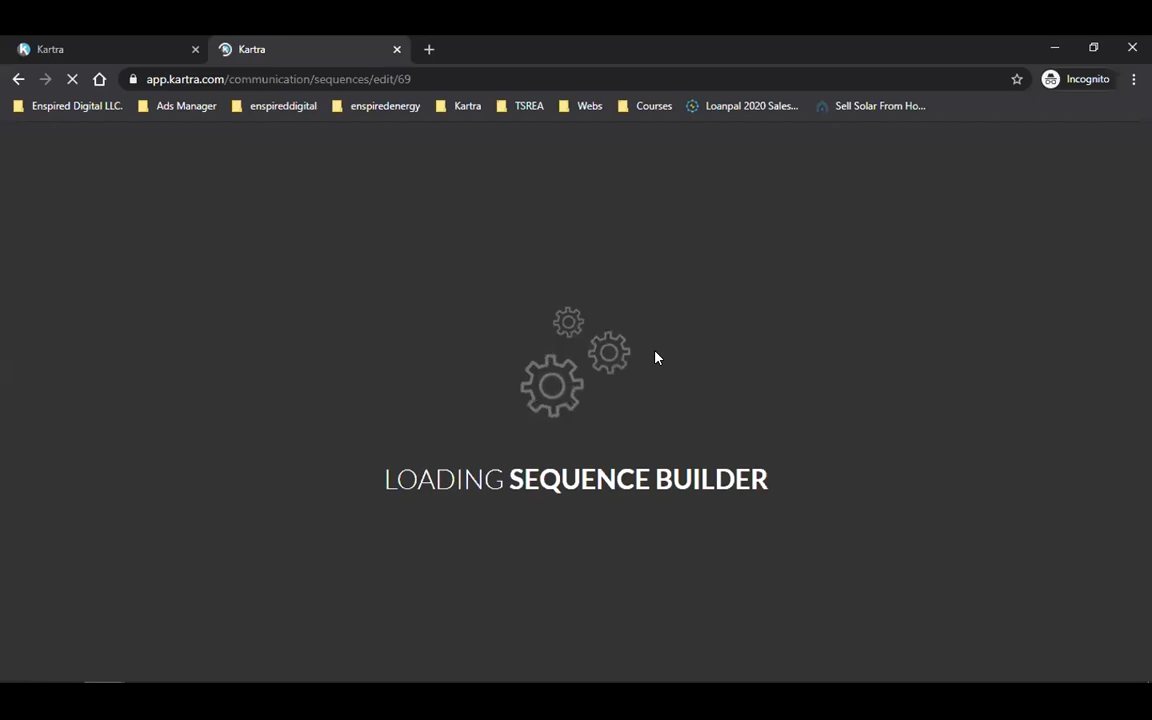 Kartra
Kartra
app.kartra.com/communication/sequences/edit/69
Incognito
Enspired Digital LLC.
Ads Manager
enspireddigital
enspiredenergy
Kartra
TSREA
Webs
Courses
Loanpal 2020 Sales...
Sell Solar From Ho...
LOADING SEQUENCE BUILDER